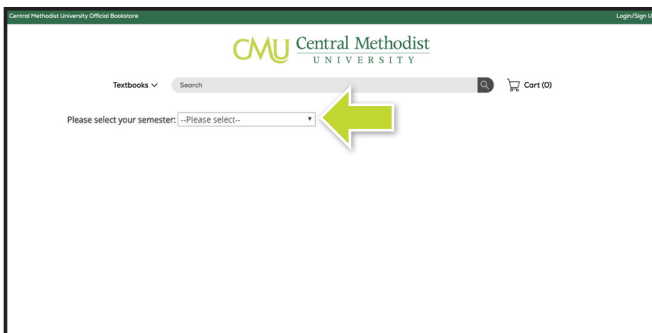 Central Methodist University Official Bookstore
Login/Sign U
CMU Central Methodist
UNIVERSITY
Textbooks
Search
Cart (0)
Please select your semester: --Please select--